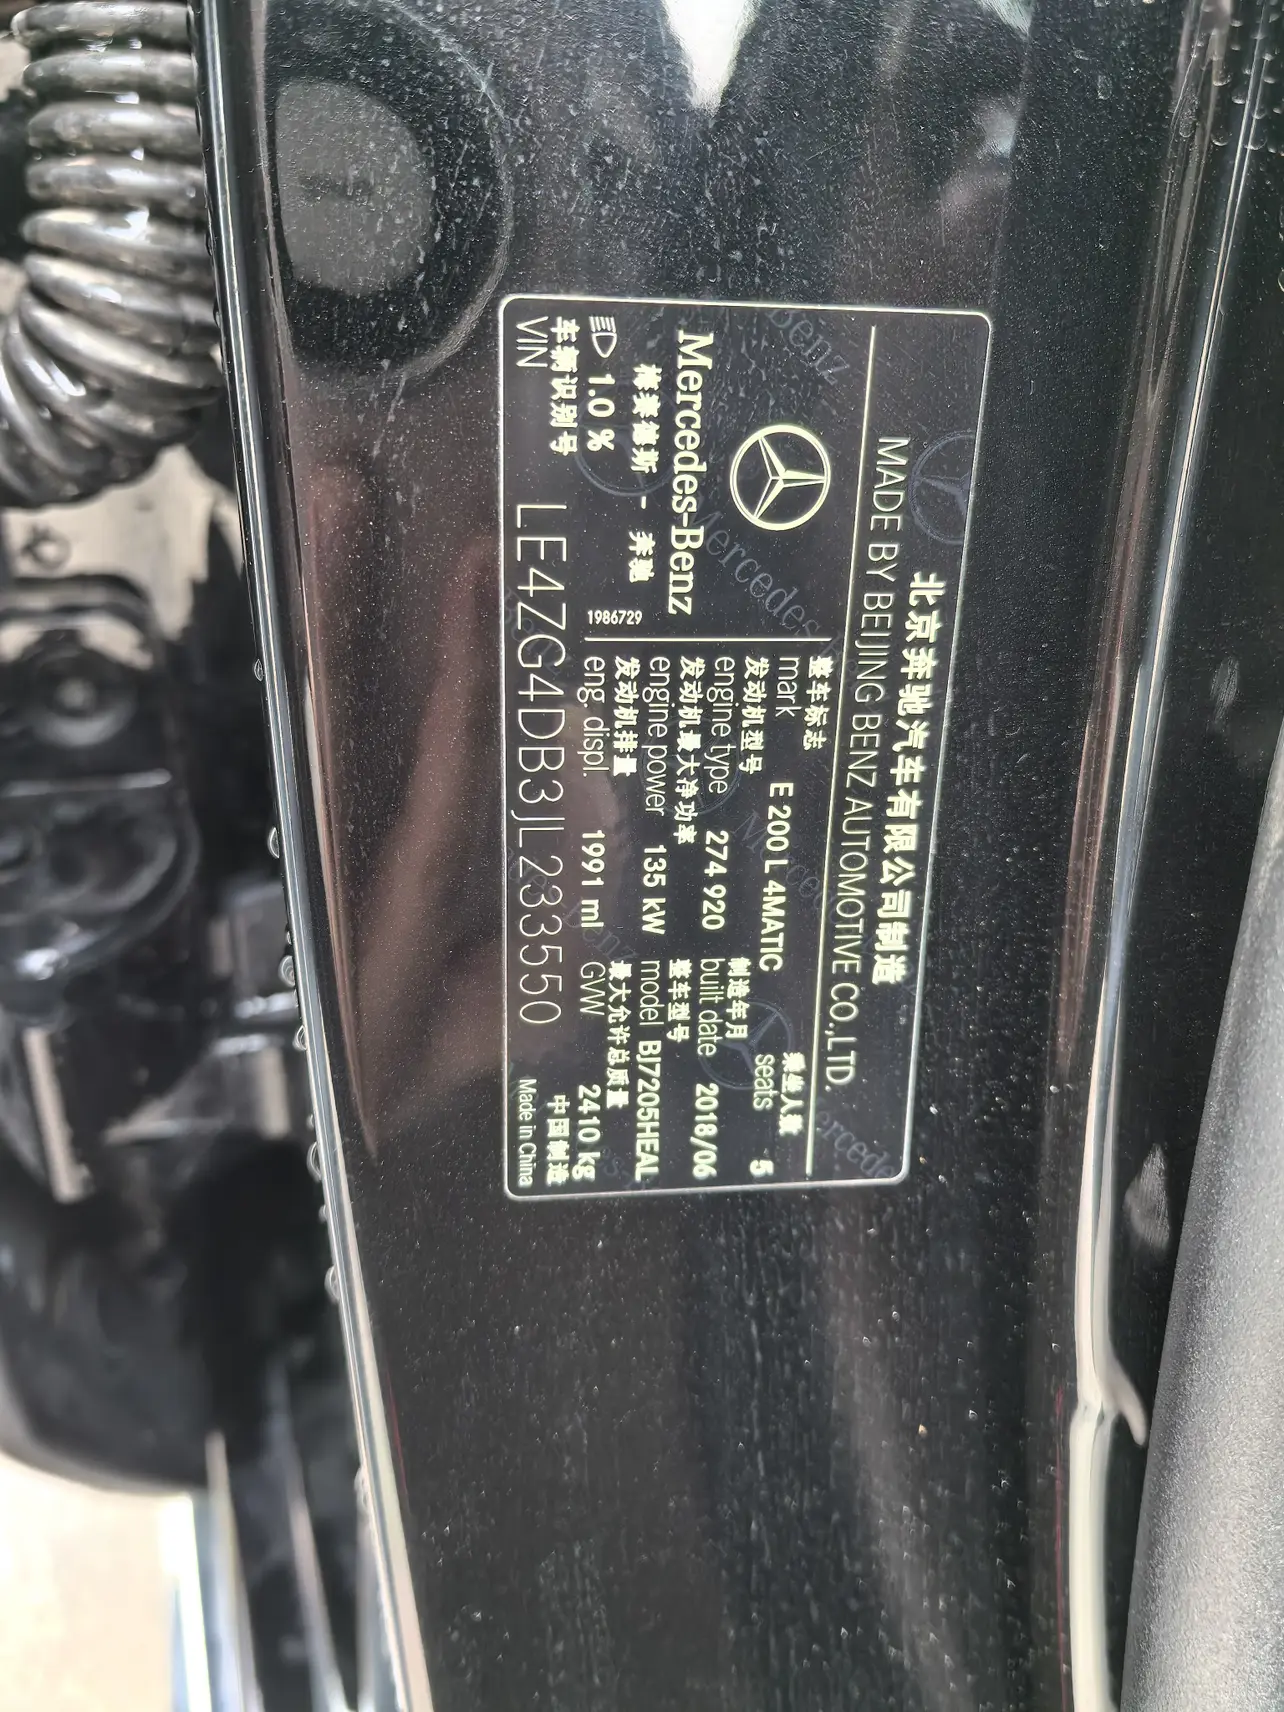 北京奔驰汽车有限公司制造
MADE BY BEIJING BENZ AUTOMOTIVE CO.,LTD.
Mercedes-Benz
梅赛德斯 - 奔驰
1.0 %
1986729
整车标志
mark E 200 L 4MATIC
乘坐人数
seats 5
发动机型号
engine type 274 920
制造年月
built date 2018/06
发动机最大净功率
engine power 135 kW
整车型号
model BJ7205HEAL
发动机排量
eng. displ. 1991 ml
最大允许总质量
GVW 2410 kg
车辆识别号
VIN LE4ZG4DB3JL233550
中国制造
Made in China